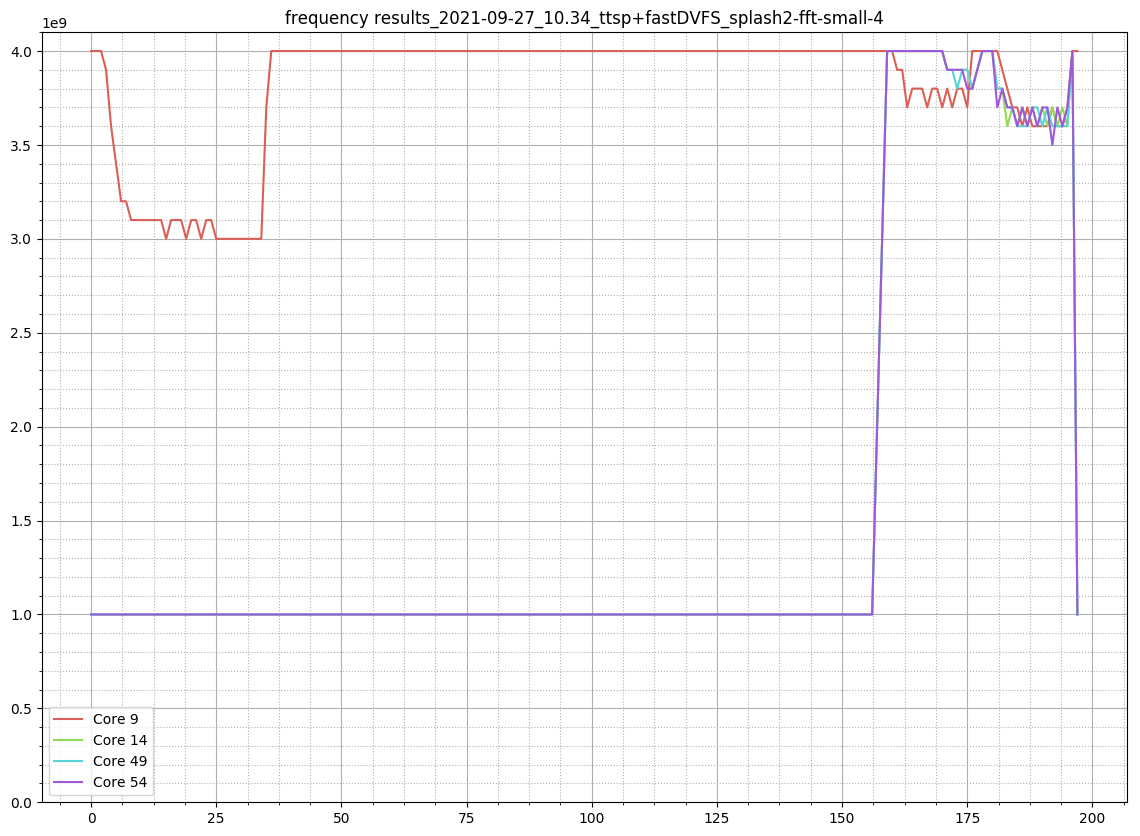 frequency results_2021-09-27_10.34_ttsp+fastDVFS_splash2-fft-small-4
1e9
4.0
3.5
3.0
2.5
2.0
1.5
1.0
0.5
0.0
Core 9
Core 14
Core 49
Core 54
0 25 50 75 100 125 150 175 200